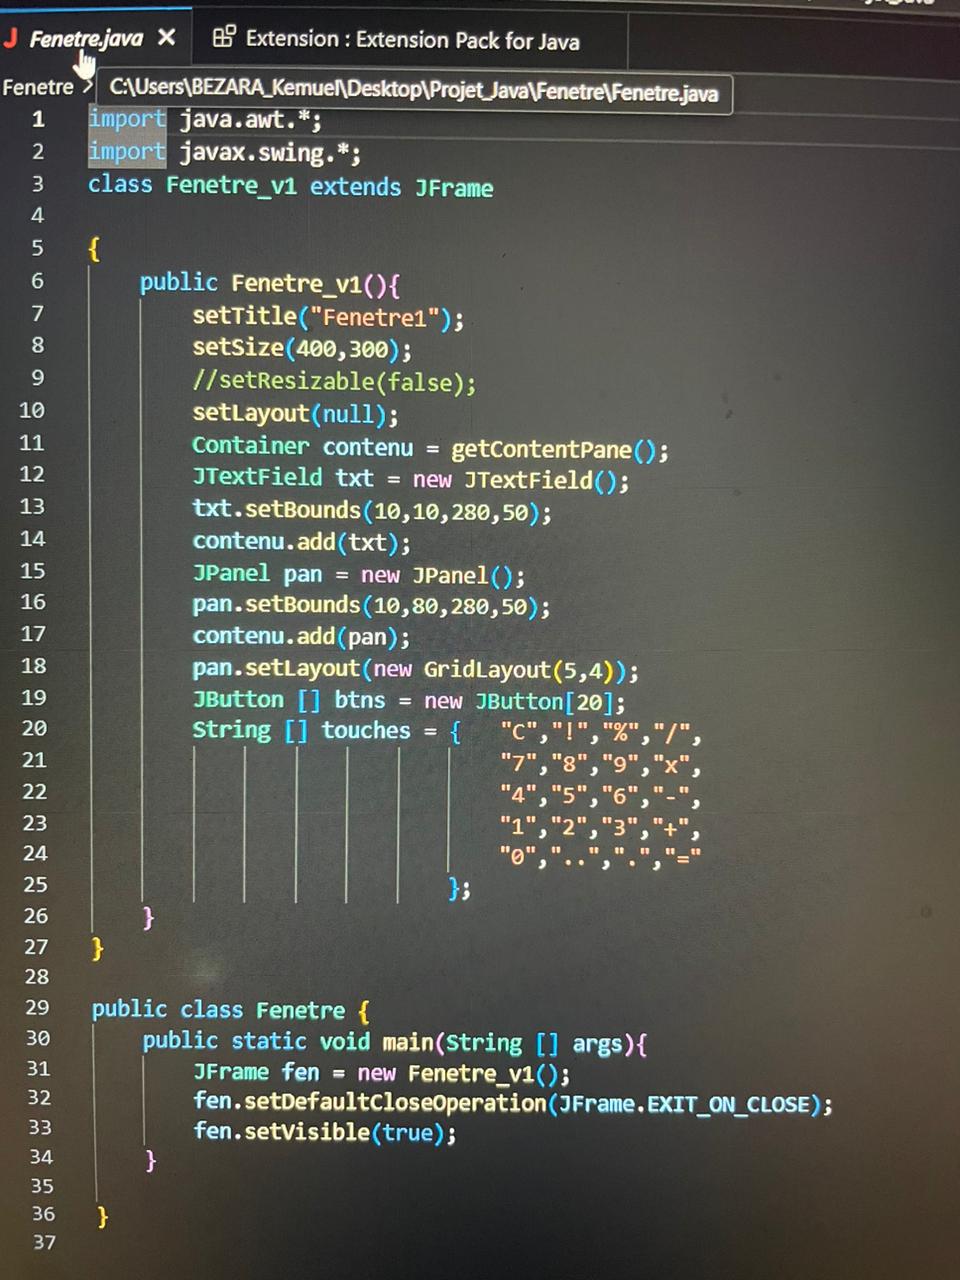 Fenetre.java × Extension : Extension Pack for Java
Fenetre >
C:\Users\BEZARA_Kemuel\Desktop\Projet_Java\Fenetre\Fenetre.java
1 import java.awt.*;
2 import javax.swing.*;
3 class Fenetre_v1 extends JFrame
4
5 {
6 public Fenetre_v1(){
7 setTitle("Fenetre1");
8 setSize(400,300);
9 //setResizable(false);
10 setLayout(null);
11 Container contenu = getContentPane();
12 JTextField txt = new JTextField();
13 txt.setBounds(10,10,280,50);
14 contenu.add(txt);
15 JPanel pan = new JPanel();
16 pan.setBounds(10,80,280,50);
17 contenu.add(pan);
18 pan.setLayout(new GridLayout(5,4));
19 JButton [] btns = new JButton[20];
20 String [] touches = { "C","!","%","/",
21 "7","8","9","x",
22 "4","5","6","-",
23 "1","2","3","+",
24 "0","..",".","="
25 };
26 }
27 }
28
29 public class Fenetre {
30 public static void main(String [] args){
31 JFrame fen = new Fenetre_v1();
32 fen.setDefaultCloseOperation(JFrame.EXIT_ON_CLOSE);
33 fen.setVisible(true);
34 }
35
36 }
37